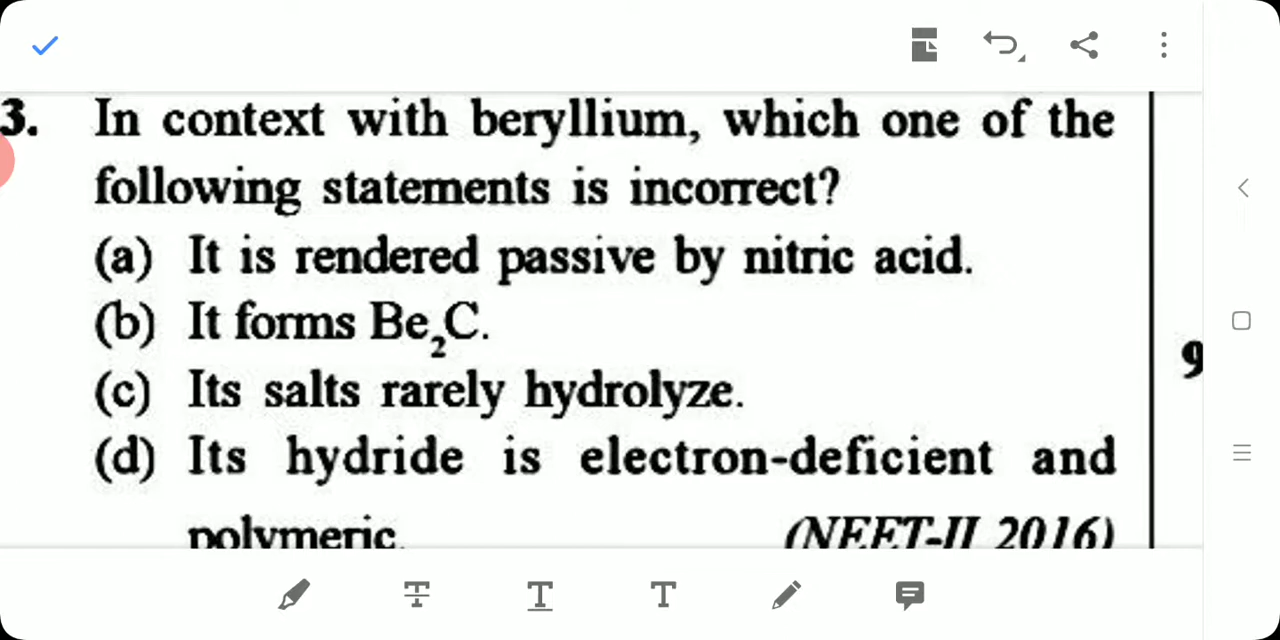 3. In context with beryllium, which one of the
following statements is incorrect?
(a) It is rendered passive by nitric acid.
(b) It forms Be₂C.
(c) Its salts rarely hydrolyze.
9
(d) Its hydride is electron-deficient and
polymeric. (NEET-II 2016)